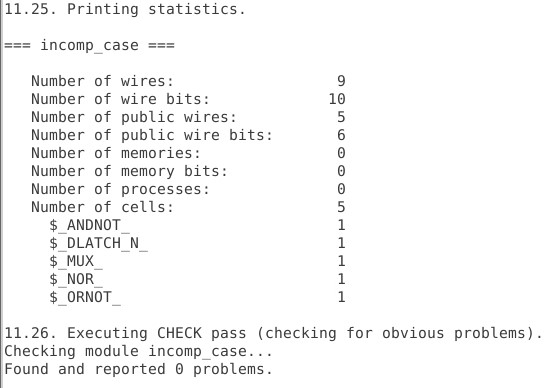 11.25. Printing statistics.
=== incomp_case ===
Number of wires: 9
Number of wire bits: 10
Number of public wires: 5
Number of public wire bits: 6
Number of memories: 0
Number of memory bits: 0
Number of processes: 0
Number of cells: 5
$_ANDNOT_ 1
$_DLATCH_N_ 1
$_MUX_ 1
$_NOR_ 1
$_ORNOT_ 1
11.26. Executing CHECK pass (checking for obvious problems).
Checking module incomp_case...
Found and reported 0 problems.